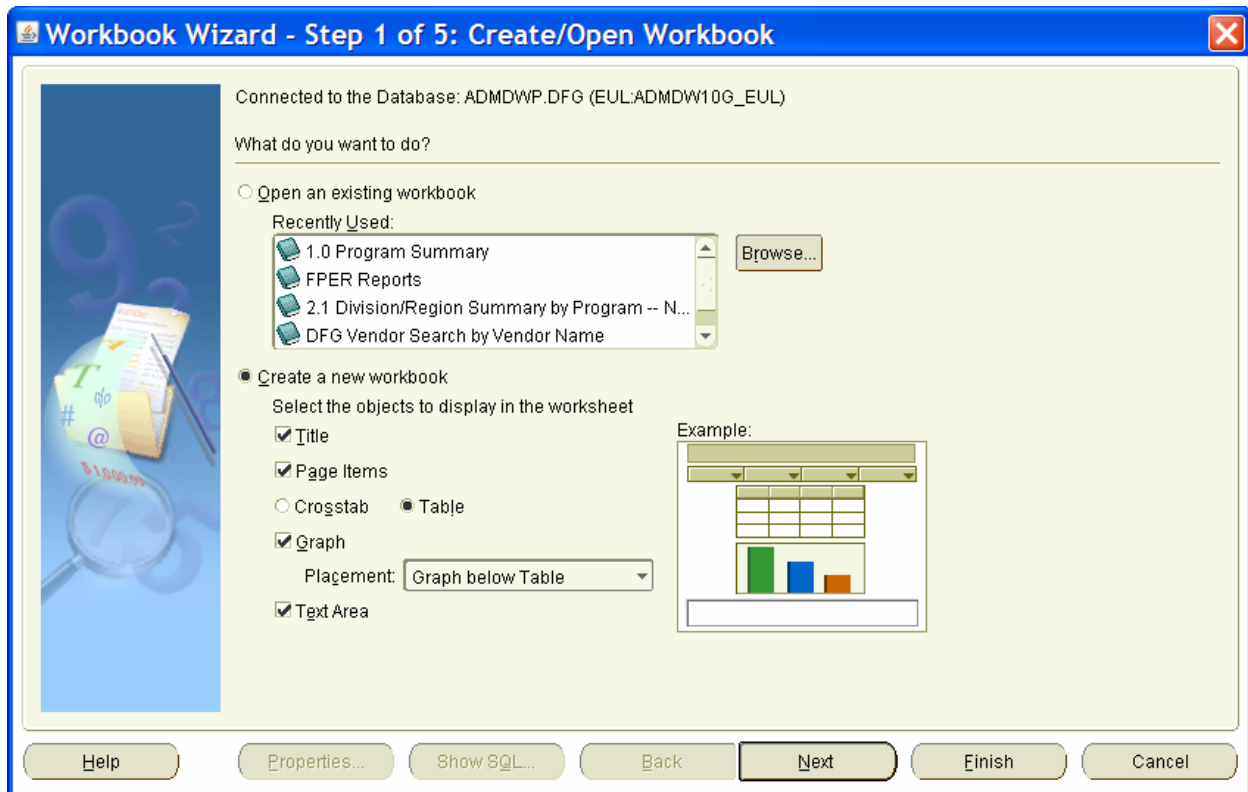 Workbook Wizard - Step 1 of 5: Create/Open Workbook
Connected to the Database: ADMDWP.DFG (EUL:ADMDW10G_EUL)
What do you want to do?
Open an existing workbook
Recently Used:
1.0 Program Summary
Browse...
FPER Reports
2.1 Division/Region Summary by Program -- N...
DFG Vendor Search by Vendor Name
Create a new workbook
Select the objects to display in the worksheet
Title
Example:
Page Items
Crosstab Table
Graph
Placement: Graph below Table
Text Area
T
%
#
@
$1,000.00
Help Properties... Show SQL... Back Next Finish Cancel